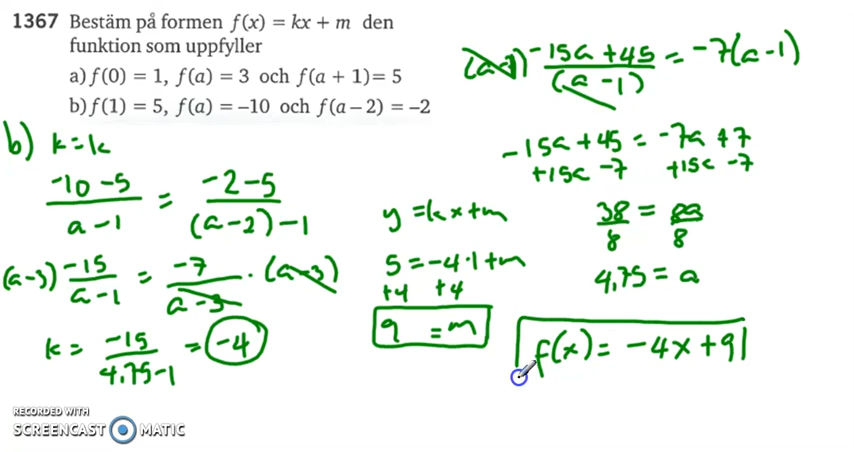 1367 Bestäm på formen f(x) = kx + m den
funktion som uppfyller
a) f(0) = 1, f(a) = 3 och f(a + 1) = 5
b) f(1) = 5, f(a) = –10 och f(a – 2) = –2
b) k = k
(-10 - 5)/(a - 1) = (-2 - 5)/((a - 2) - 1)
(a-3) -15/(a - 1) = -7/(a - 3) · (a - 3)
k = -15/(4,75 - 1) = -4
y = kx + m
5 = -4·1 + m
+4 +4
9 = m
(a-1) (-15a + 45)/(a - 1) = -7(a - 1)
-15a + 45 = -7a + 7
+15a -7 +15a -7
38/8 = 8a/8
4,75 = a
f(x) = -4x + 9
RECORDED WITH
SCREENCAST MATIC